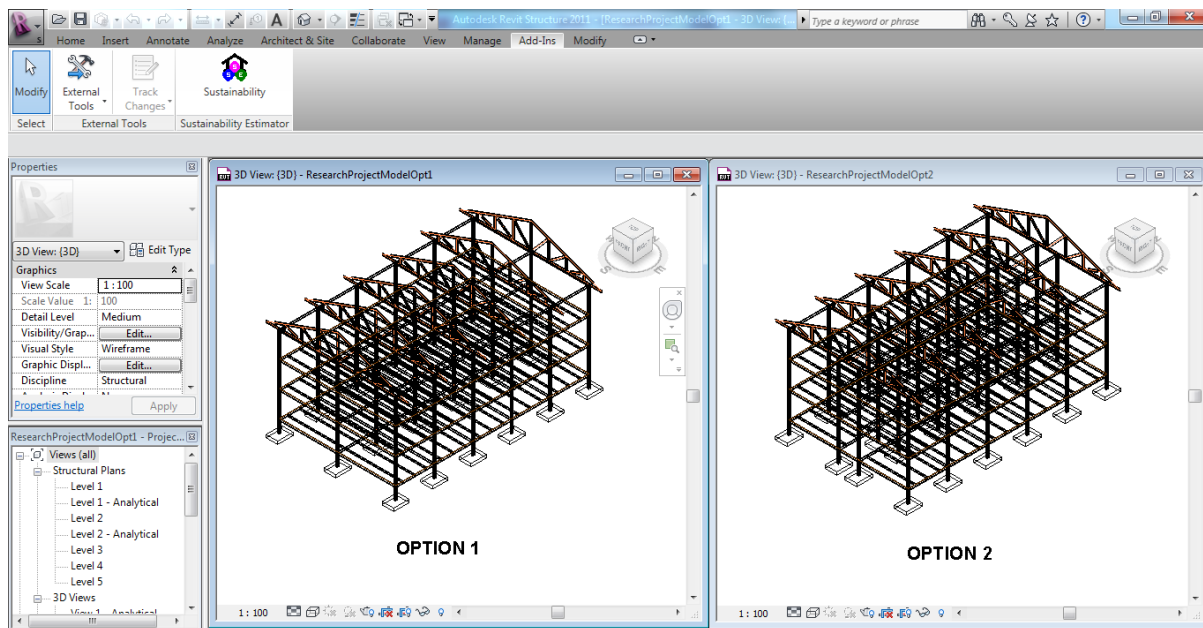 Autodesk Revit Structure 2011 - [ResearchProjectModelOpt1 - 3D View: {...
Type a keyword or phrase
Home Insert Annotate Analyze Architect & Site Collaborate View Manage Add-Ins Modify
Modify
External Tools
Track Changes
Sustainability
Select External Tools Sustainability Estimator
Properties
3D View: {3D}
Edit Type
Graphics
View Scale 1 : 100
Scale Value 1: 100
Detail Level Medium
Visibility/Grap... Edit...
Visual Style Wireframe
Graphic Displ... Edit...
Discipline Structural
Properties help Apply
ResearchProjectModelOpt1 - Projec...
Views (all)
Structural Plans
Level 1
Level 1 - Analytical
Level 2
Level 2 - Analytical
Level 3
Level 4
Level 5
3D Views
View 1 - Analytical
3D View: {3D} - ResearchProjectModelOpt1
OPTION 1
1 : 100
3D View: {3D} - ResearchProjectModelOpt2
OPTION 2
1 : 100